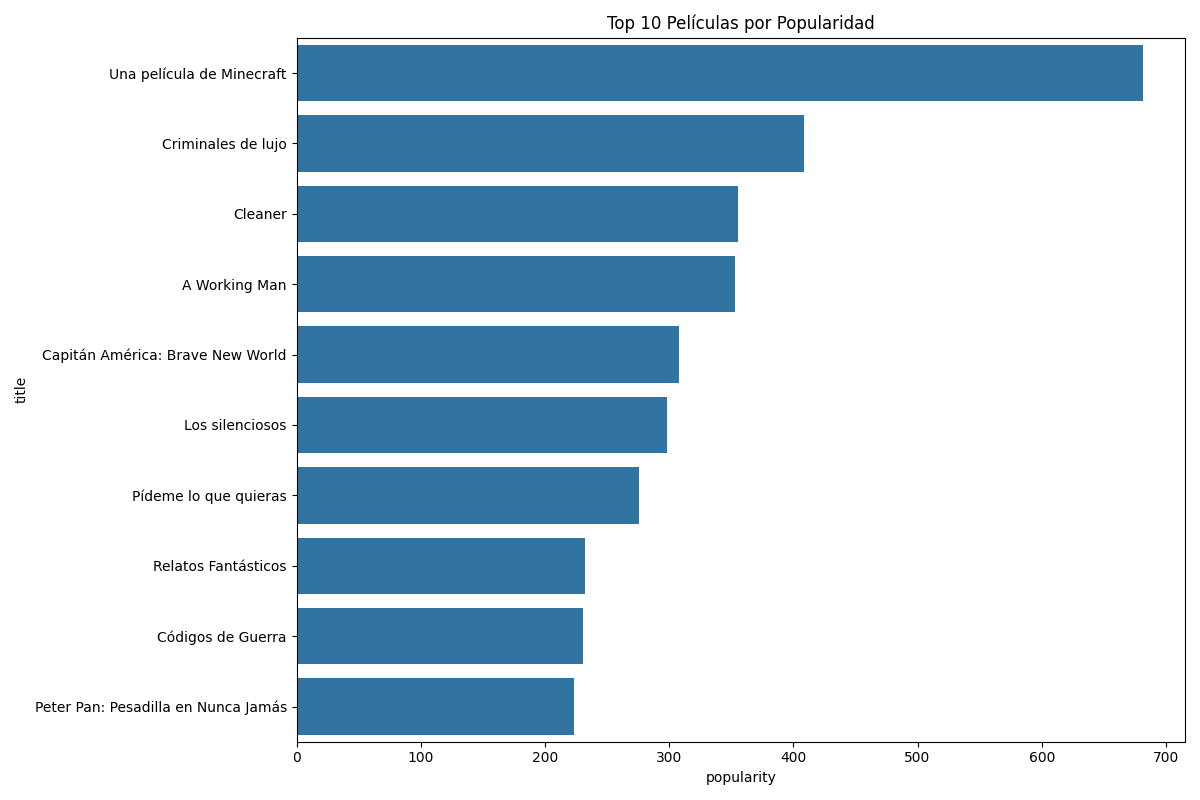 Top 10 Películas por Popularidad
Una película de Minecraft
Criminales de lujo
Cleaner
A Working Man
Capitán América: Brave New World
Los silenciosos
Pídeme lo que quieras
Relatos Fantásticos
Códigos de Guerra
Peter Pan: Pesadilla en Nunca Jamás
title
0 100 200 300 400 500 600 700
popularity